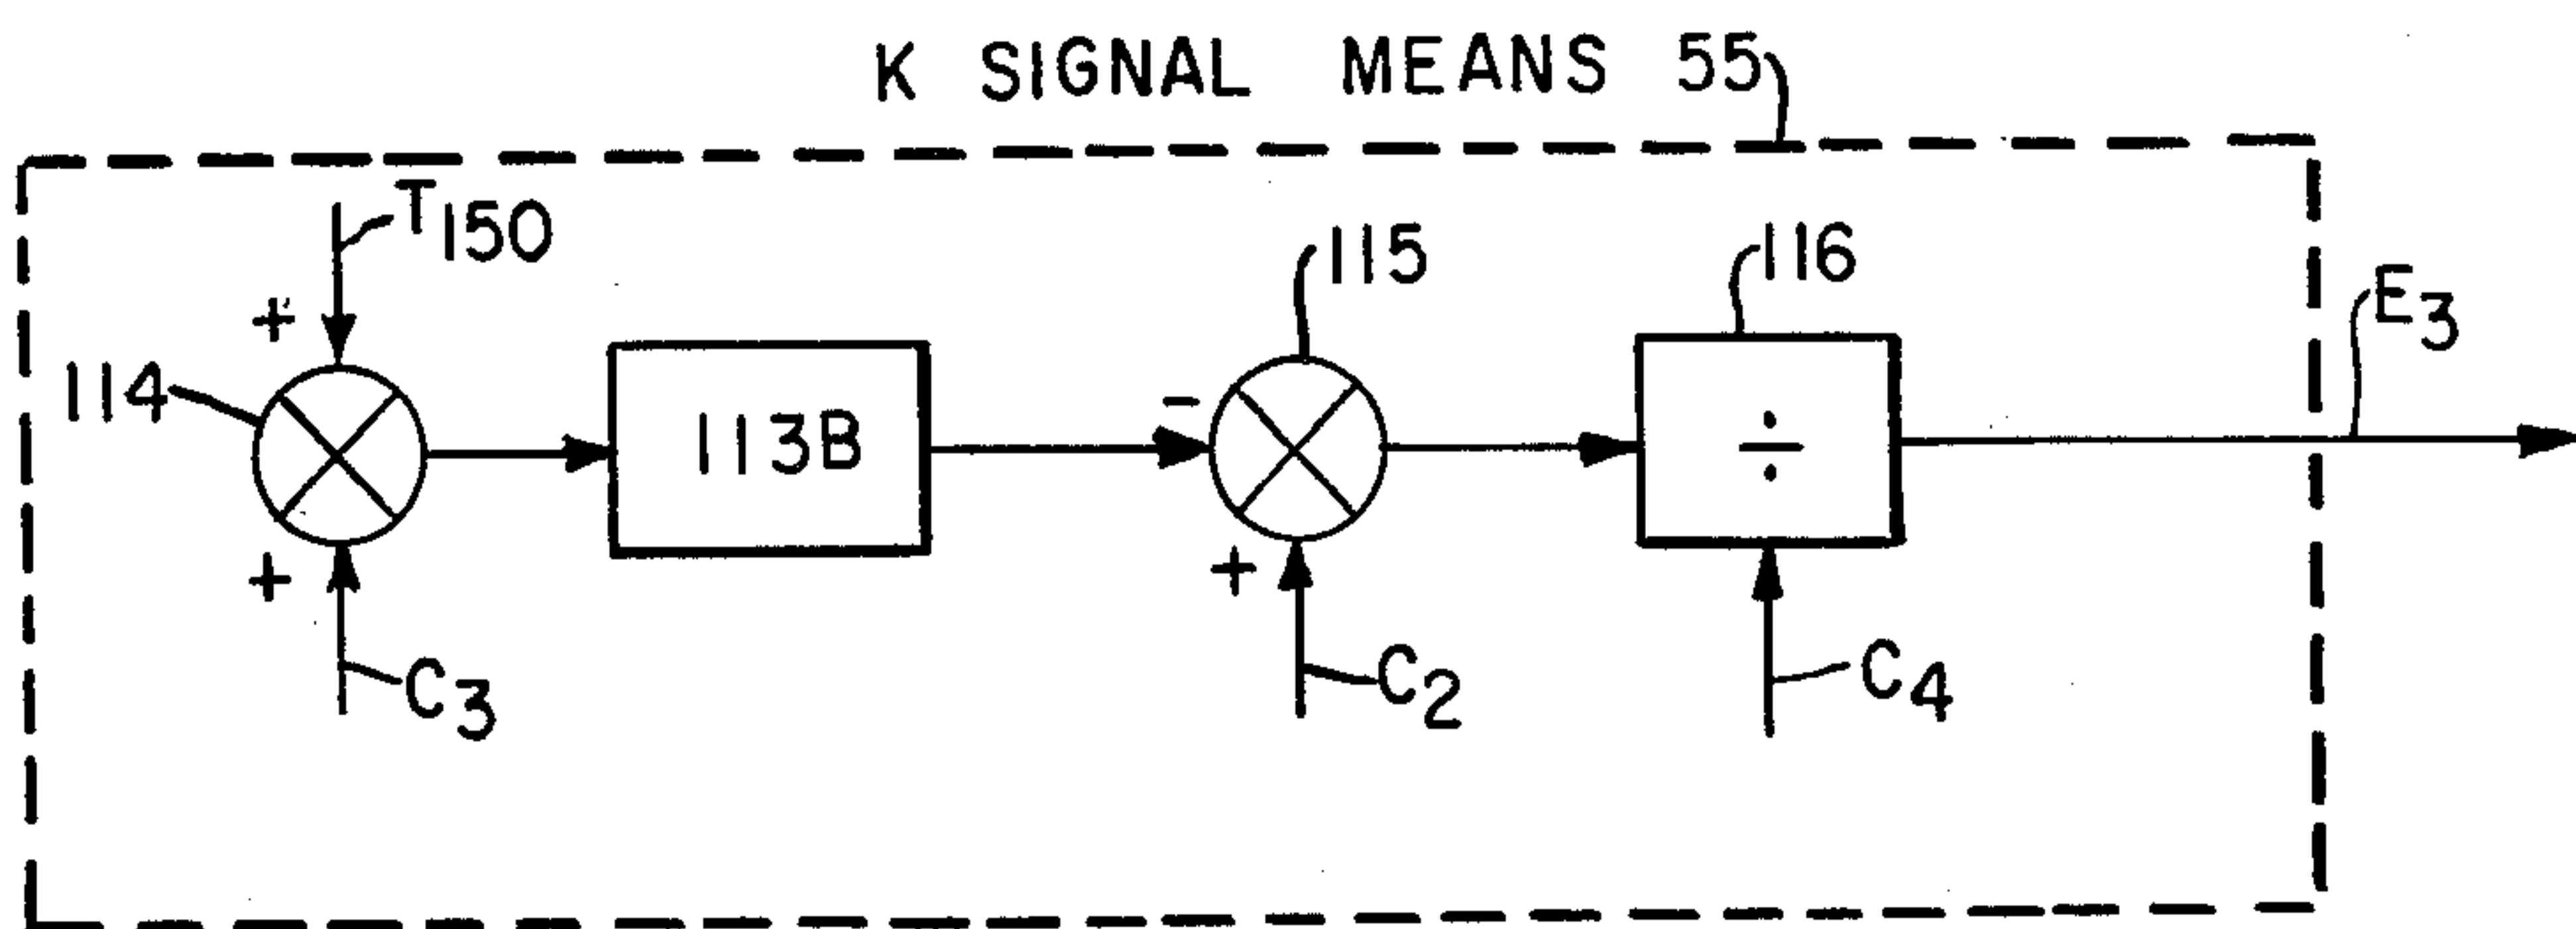 K SIGNAL MEANS 55
T150
+
114
+
C3
113B
115
-
+
C2
116
÷
C4
E3